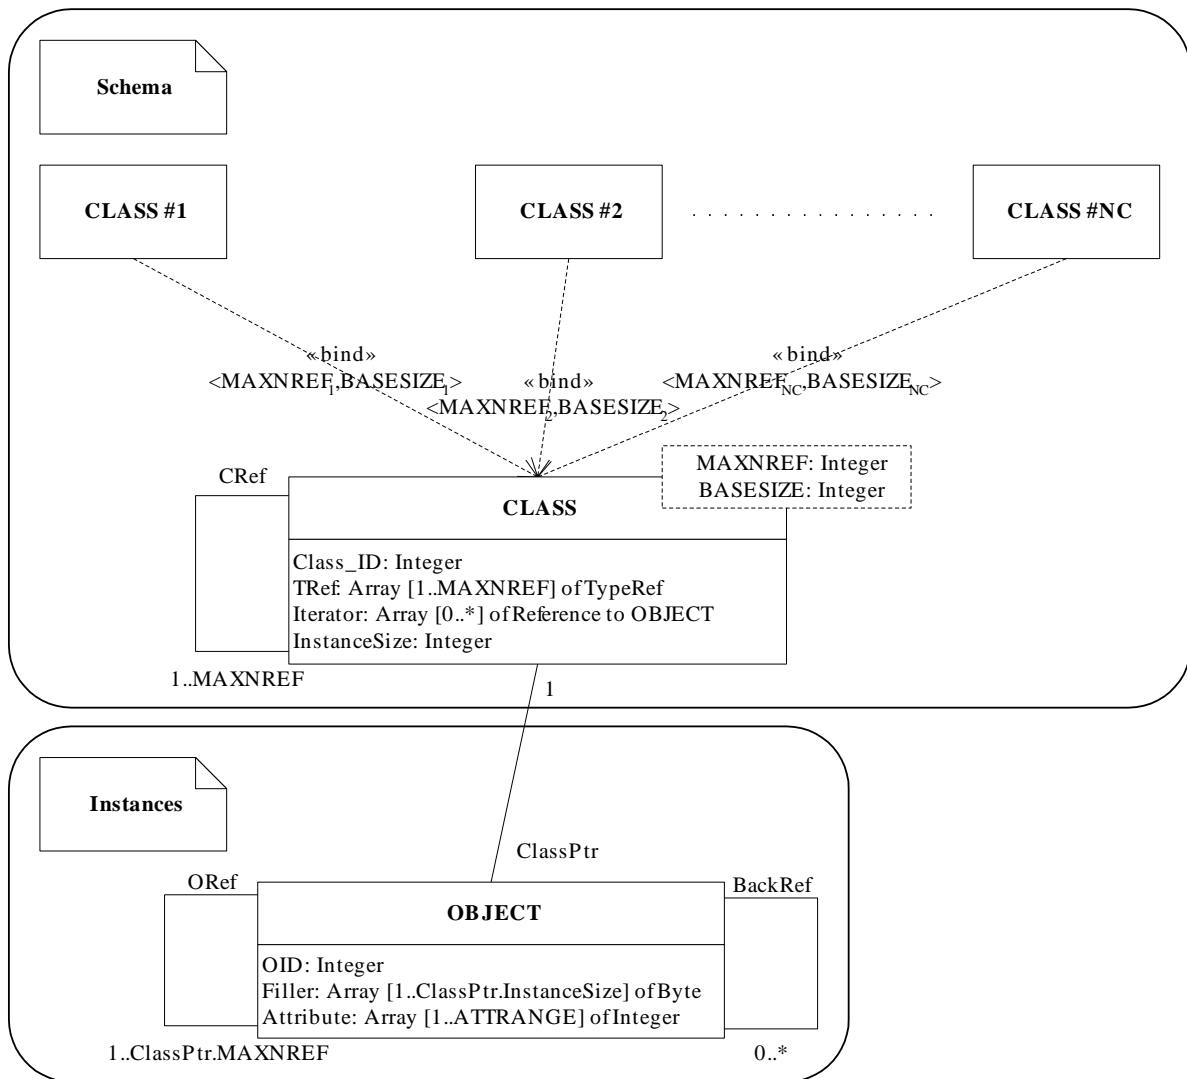 Schema
CLASS #1
CLASS #2
. . . . . . . . . . . . . . . .
CLASS #NC
«bind»
<MAXNREF1,BASESIZE1>
«bind»
<MAXNREF2,BASESIZE2>
«bind»
<MAXNREFNC,BASESIZENC>
MAXNREF: Integer
BASESIZE: Integer
CRef
CLASS
Class_ID: Integer
TRef: Array [1..MAXNREF] of TypeRef
Iterator: Array [0..*] of Reference to OBJECT
InstanceSize: Integer
1..MAXNREF
1
Instances
ClassPtr
ORef
BackRef
OBJECT
OID: Integer
Filler: Array [1..ClassPtr.InstanceSize] of Byte
Attribute: Array [1..ATTRANGE] of Integer
1..ClassPtr.MAXNREF
0..*